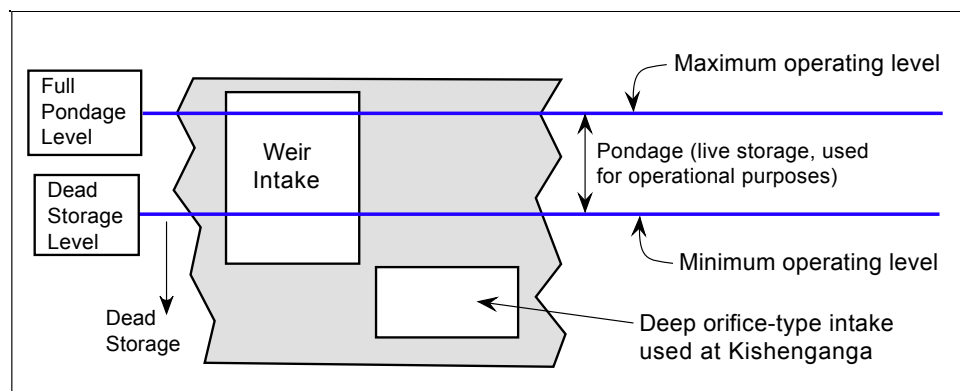 Full
Pondage
Level
Maximum operating level
Weir
Intake
Pondage (live storage, used
for operational purposes)
Dead
Storage
Level
Minimum operating level
Dead
Storage
Deep orifice-type intake
used at Kishenganga